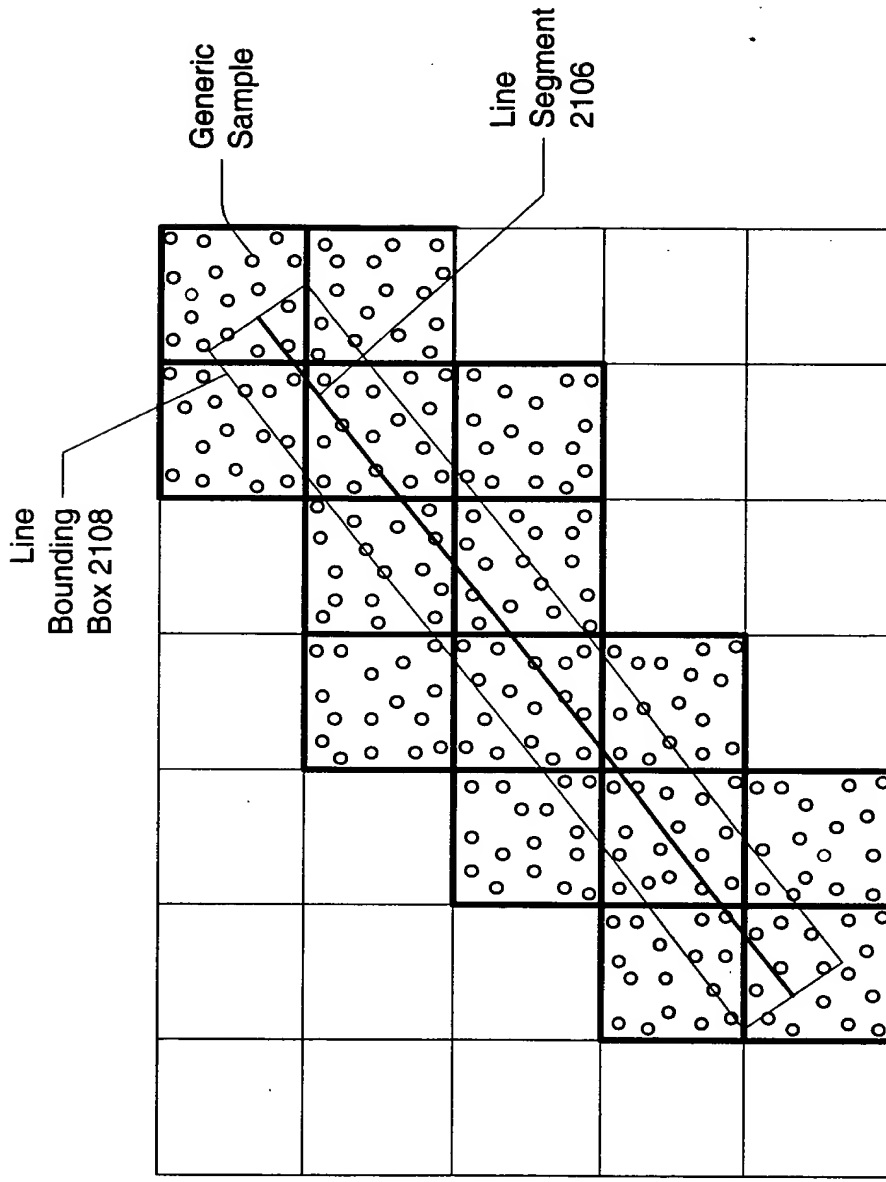 Line
Bounding
Box 2108
Generic
Sample
Line
Segment
2106